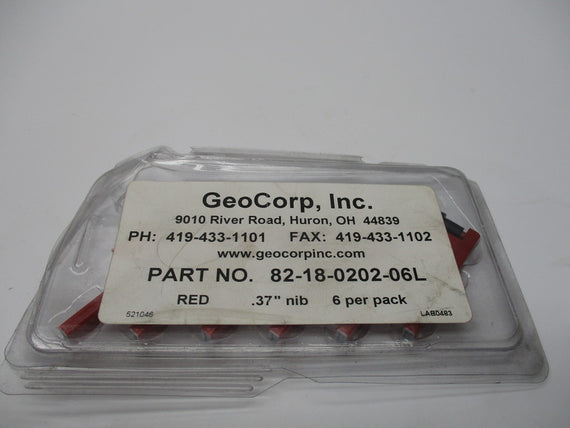 GeoCorp, Inc.
9010 River Road, Huron, OH 44839
PH: 419-433-1101 FAX: 419-433-1102
www.geocorpinc.com
PART NO. 82-18-0202-06L
RED .37" nib 6 per pack
521046 LAB0483